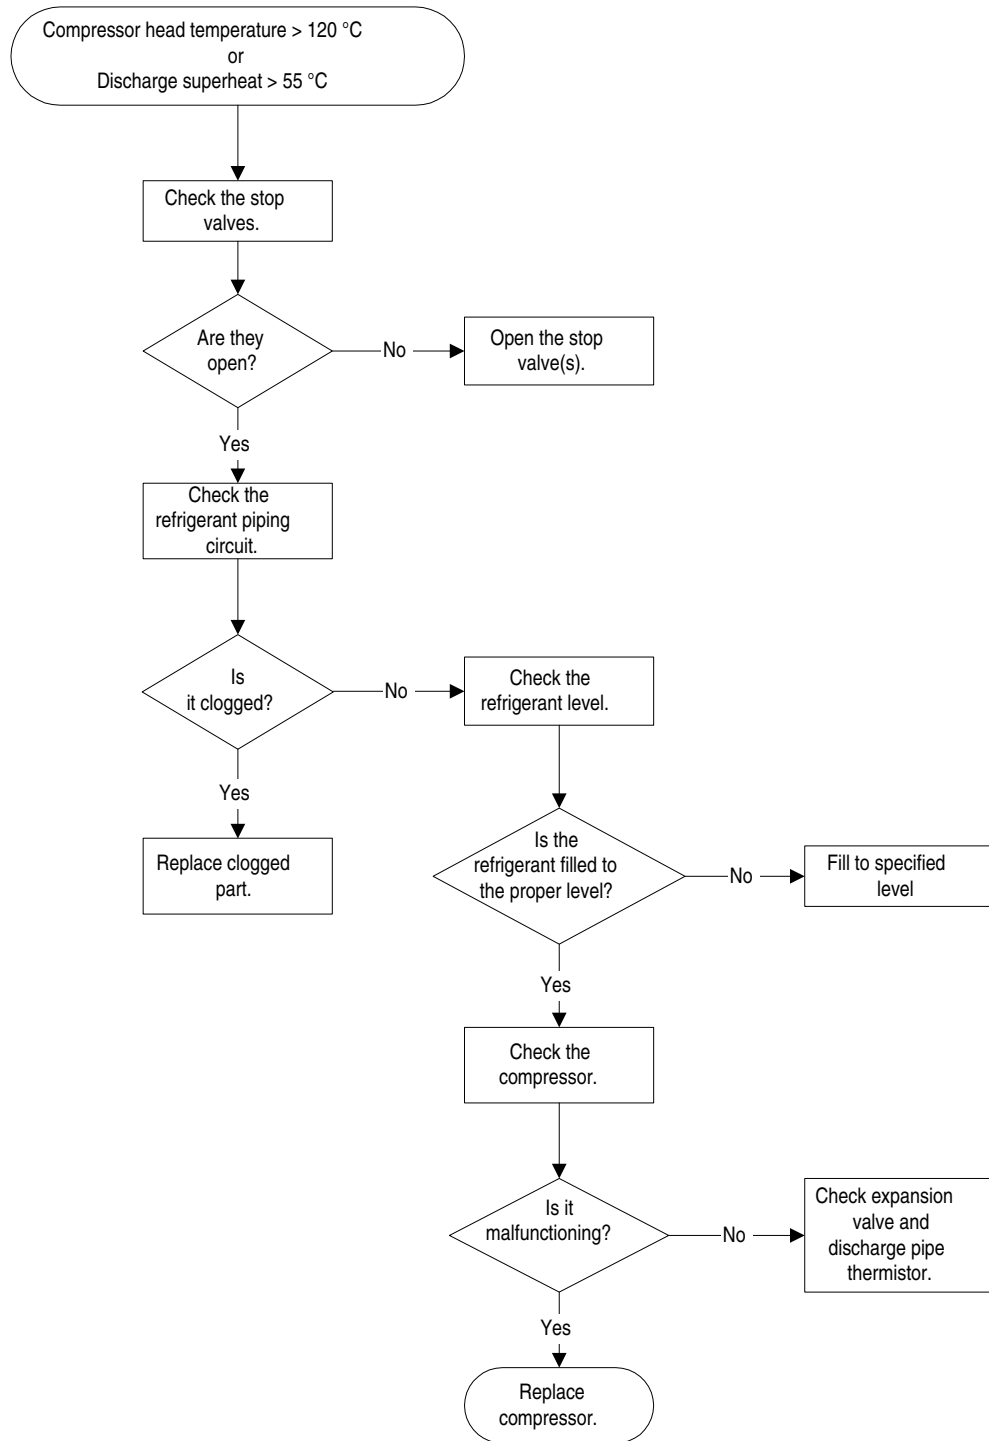 Compressor head temperature > 120 °C
or
Discharge superheat > 55 °C
Check the stop
valves.
Are they
open?
No
Open the stop
valve(s).
Yes
Check the
refrigerant piping
circuit.
Is
it clogged?
No
Check the
refrigerant level.
Yes
Replace clogged
part.
Is the
refrigerant filled to
the proper level?
No
Fill to specified
level
Yes
Check the
compressor.
Is it
malfunctioning?
No
Check expansion
valve and
discharge pipe
thermistor.
Yes
Replace
compressor.